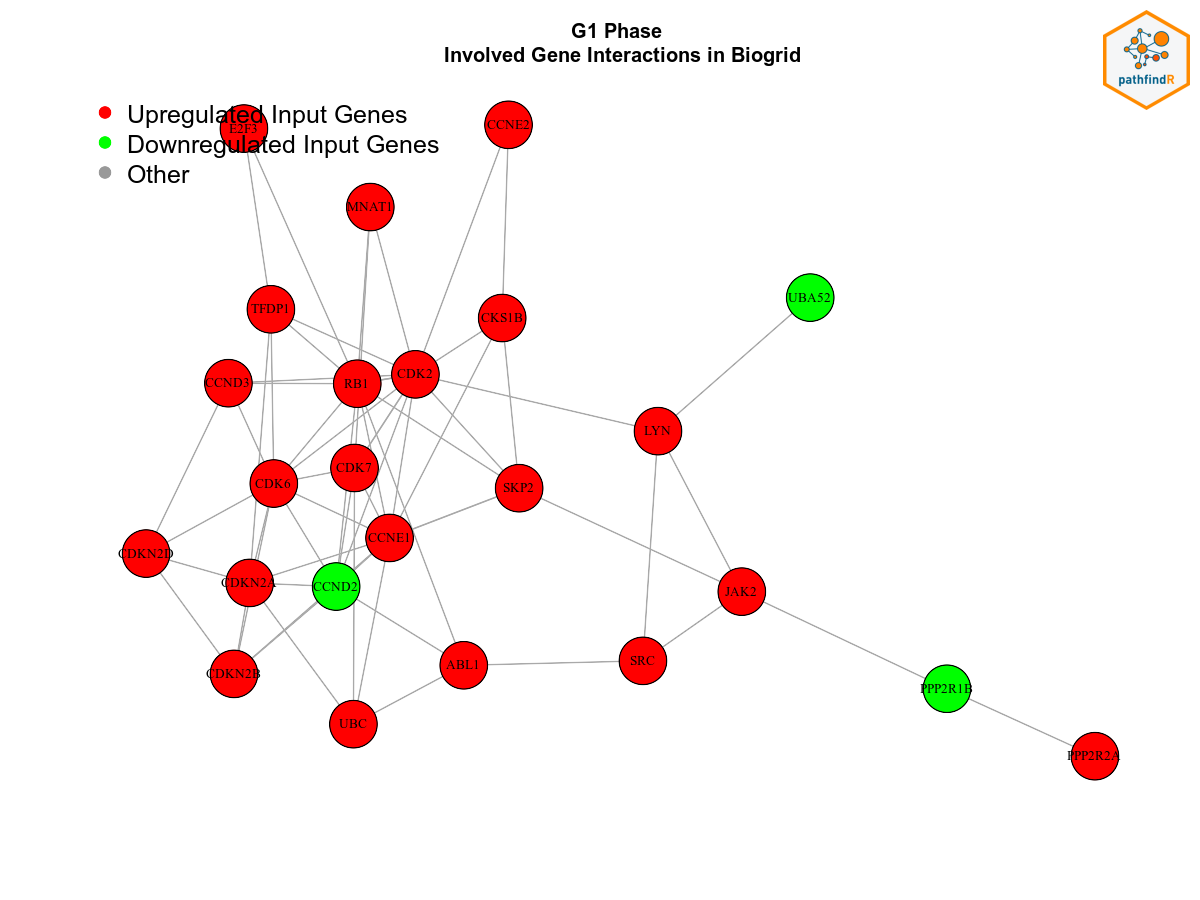 G1 Phase
Involved Gene Interactions in Biogrid
pathfindR
Upregulated Input Genes
Downregulated Input Genes
Other
E2F3
CCNE2
MNAT1
UBA52
TFDP1
CKS1B
CCND3
RB1
CDK2
LYN
CDK6
CDK7
SKP2
CCNE1
CDKN2D
CDKN2A
CCND2
JAK2
CDKN2B
ABL1
SRC
PPP2R1B
UBC
PPP2R2A